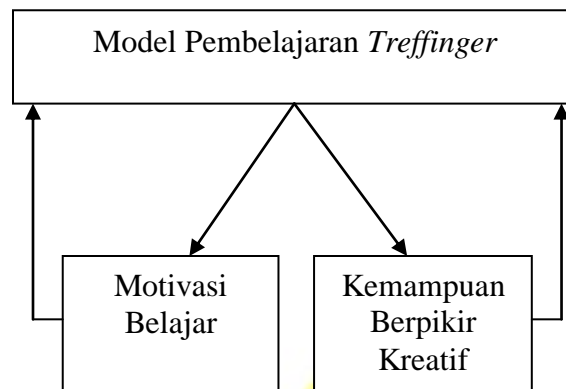 Model Pembelajaran Treffinger
Motivasi
Belajar
Kemampuan
Berpikir
Kreatif